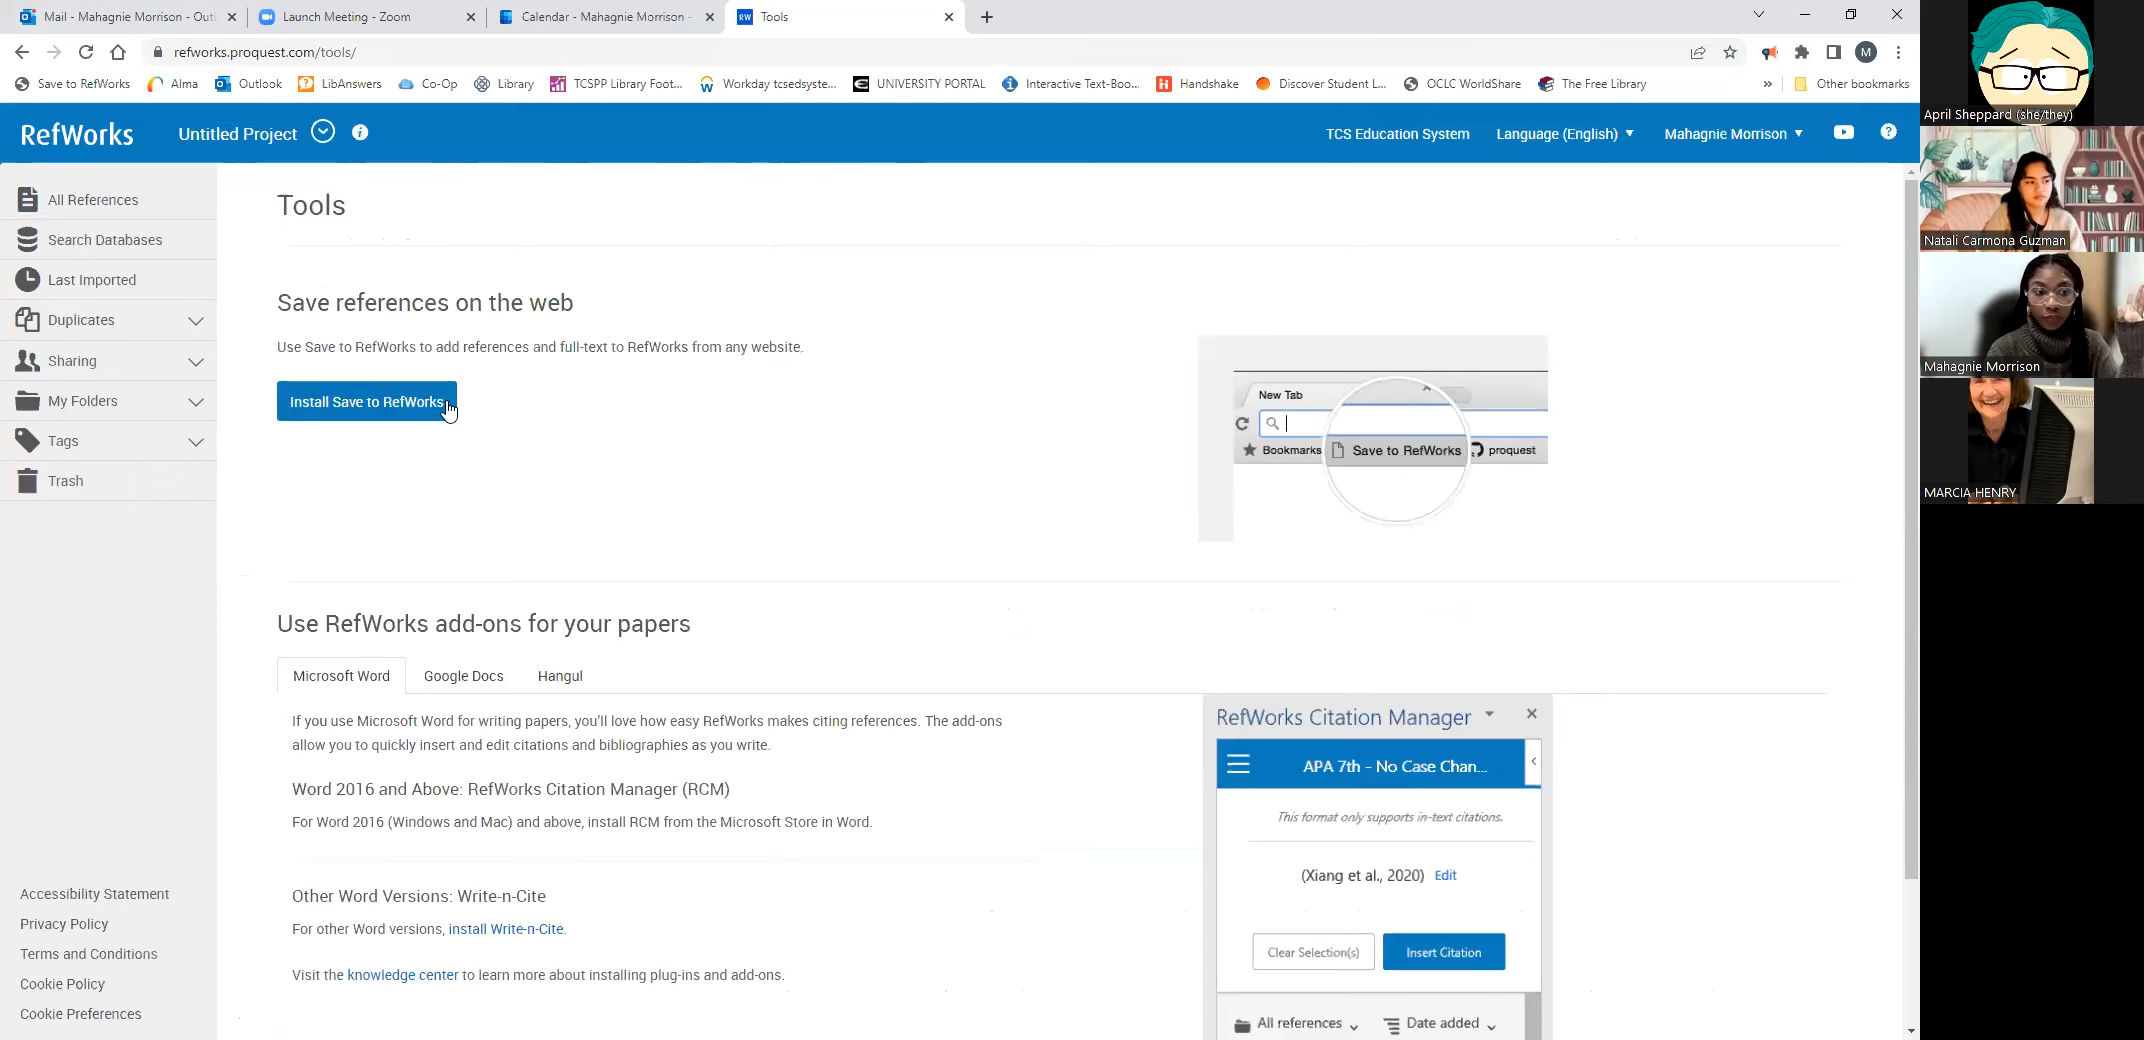 Mail - Mahagnie Morrison - Outl
Launch Meeting - Zoom
Calendar - Mahagnie Morrison -
RW Tools
refworks.proquest.com/tools/
M
Save to RefWorks
Alma
Outlook
LibAnswers
Co-Op
Library
TCSPP Library Foot...
Workday tcsedsyste...
UNIVERSITY PORTAL
Interactive Text-Boo...
Handshake
Discover Student L...
OCLC WorldShare
The Free Library
»
Other bookmarks
RefWorks
Untitled Project
TCS Education System
Language (English)
Mahagnie Morrison
All References
Search Databases
Last Imported
Duplicates
Sharing
My Folders
Tags
Trash
Accessibility Statement
Privacy Policy
Terms and Conditions
Cookie Policy
Cookie Preferences
Tools
Save references on the web
Use Save to RefWorks to add references and full-text to RefWorks from any website.
Install Save to RefWorks
New Tab
Bookmarks
Save to RefWorks
proquest
Use RefWorks add-ons for your papers
Microsoft Word
Google Docs
Hangul
If you use Microsoft Word for writing papers, you'll love how easy RefWorks makes citing references. The add-ons
allow you to quickly insert and edit citations and bibliographies as you write.
Word 2016 and Above: RefWorks Citation Manager (RCM)
For Word 2016 (Windows and Mac) and above, install RCM from the Microsoft Store in Word.
Other Word Versions: Write-n-Cite
For other Word versions, install Write-n-Cite.
Visit the knowledge center to learn more about installing plug-ins and add-ons.
RefWorks Citation Manager
APA 7th - No Case Chan...
This format only supports in-text citations.
(Xiang et al., 2020) Edit
Clear Selection(s)
Insert Citation
All references
Date added
April Sheppard (she/they)
Natali Carmona Guzman
Mahagnie Morrison
MARCIA HENRY